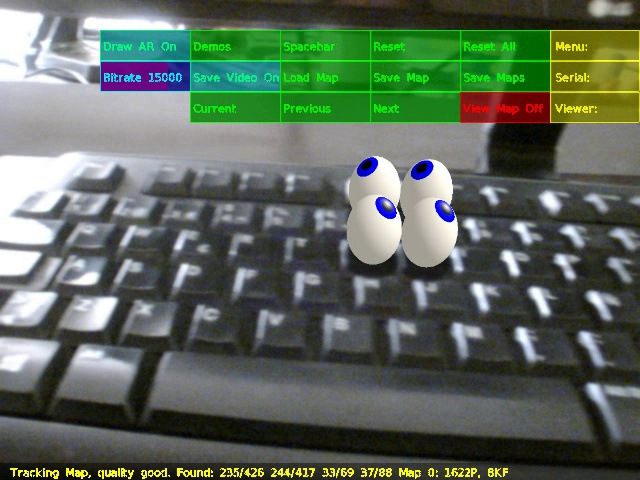 Draw AR On Demos Spacebar Reset Reset All Menu:
Bitrate 15000 Save Video On Load Map Save Map Save Maps Serial:
Current Previous Next View Map Off Viewer:
Z X C V B N
Tracking Map, quality good. Found: 235/426 244/417 33/69 37/88 Map 0: 1622P, 8KF